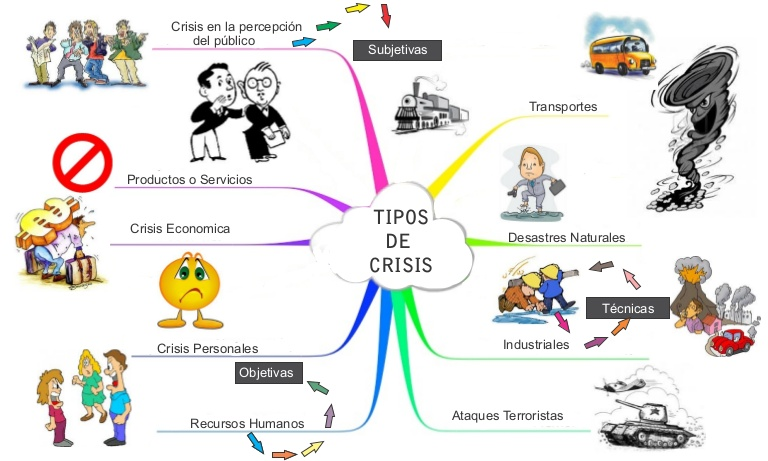 Crisis en la percepción
del público
Subjetivas
Transportes
Productos o Servicios
TIPOS
DE
CRISIS
Crisis Economica
Desastres Naturales
Técnicas
Industriales
Crisis Personales
Objetivas
Recursos Humanos
Ataques Terroristas